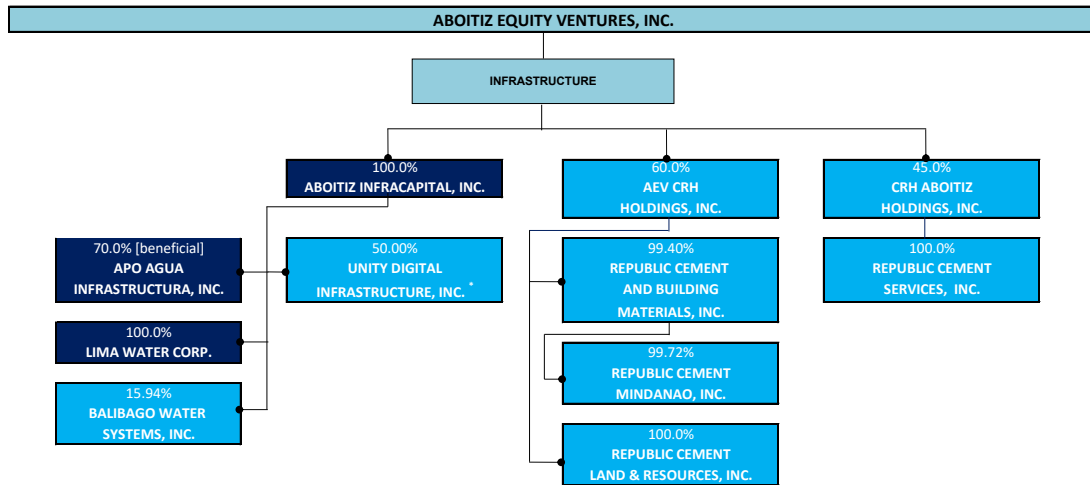 ABOITIZ EQUITY VENTURES, INC.
INFRASTRUCTURE
100.0%
ABOITIZ INFRACAPITAL, INC.
60.0%
AEV CRH
HOLDINGS, INC.
45.0%
CRH ABOITIZ
HOLDINGS, INC.
70.0% [beneficial]
APO AGUA
INFRASTRUCTURA, INC.
50.00%
UNITY DIGITAL
INFRASTRUCTURE, INC. *
99.40%
REPUBLIC CEMENT
AND BUILDING
MATERIALS, INC.
100.0%
REPUBLIC CEMENT
SERVICES, INC.
100.0%
LIMA WATER CORP.
99.72%
REPUBLIC CEMENT
MINDANAO, INC.
15.94%
BALIBAGO WATER
SYSTEMS, INC.
100.0%
REPUBLIC CEMENT
LAND & RESOURCES, INC.